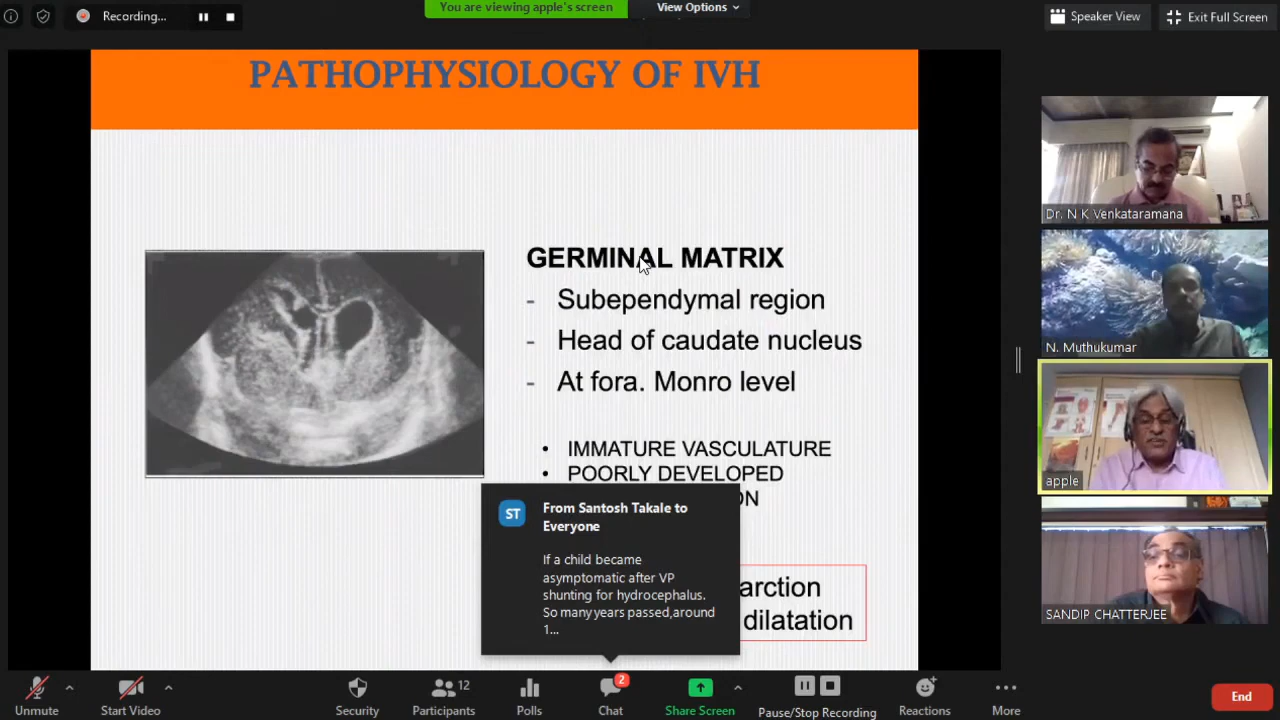 Recording...
You are viewing apple's screen
View Options
Speaker View
Exit Full Screen
PATHOPHYSIOLOGY OF IVH
GERMINAL MATRIX
- Subependymal region
- Head of caudate nucleus
- At fora. Monro level
• IMMATURE VASCULATURE
• POORLY DEVELOPED
ON
arction
dilatation
ST
From Santosh Takale to
Everyone
If a child became
asymptomatic after VP
shunting for hydrocephalus.
So many years passed,around
1...
Dr. N K Venkataramana
N. Muthukumar
apple
SANDIP CHATTERJEE
Unmute
Start Video
Security
12
Participants
Polls
2
Chat
Share Screen
Pause/Stop Recording
Reactions
More
End